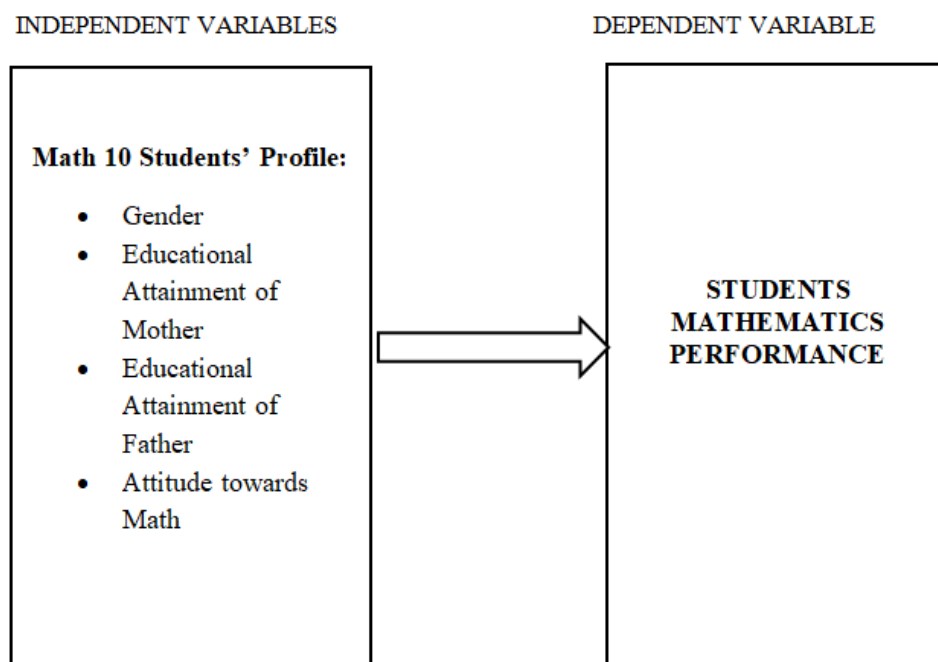 INDEPENDENT VARIABLES
DEPENDENT VARIABLE
Math 10 Students’ Profile:
• Gender
• Educational
Attainment of
Mother
• Educational
Attainment of
Father
• Attitude towards
Math
STUDENTS
MATHEMATICS
PERFORMANCE